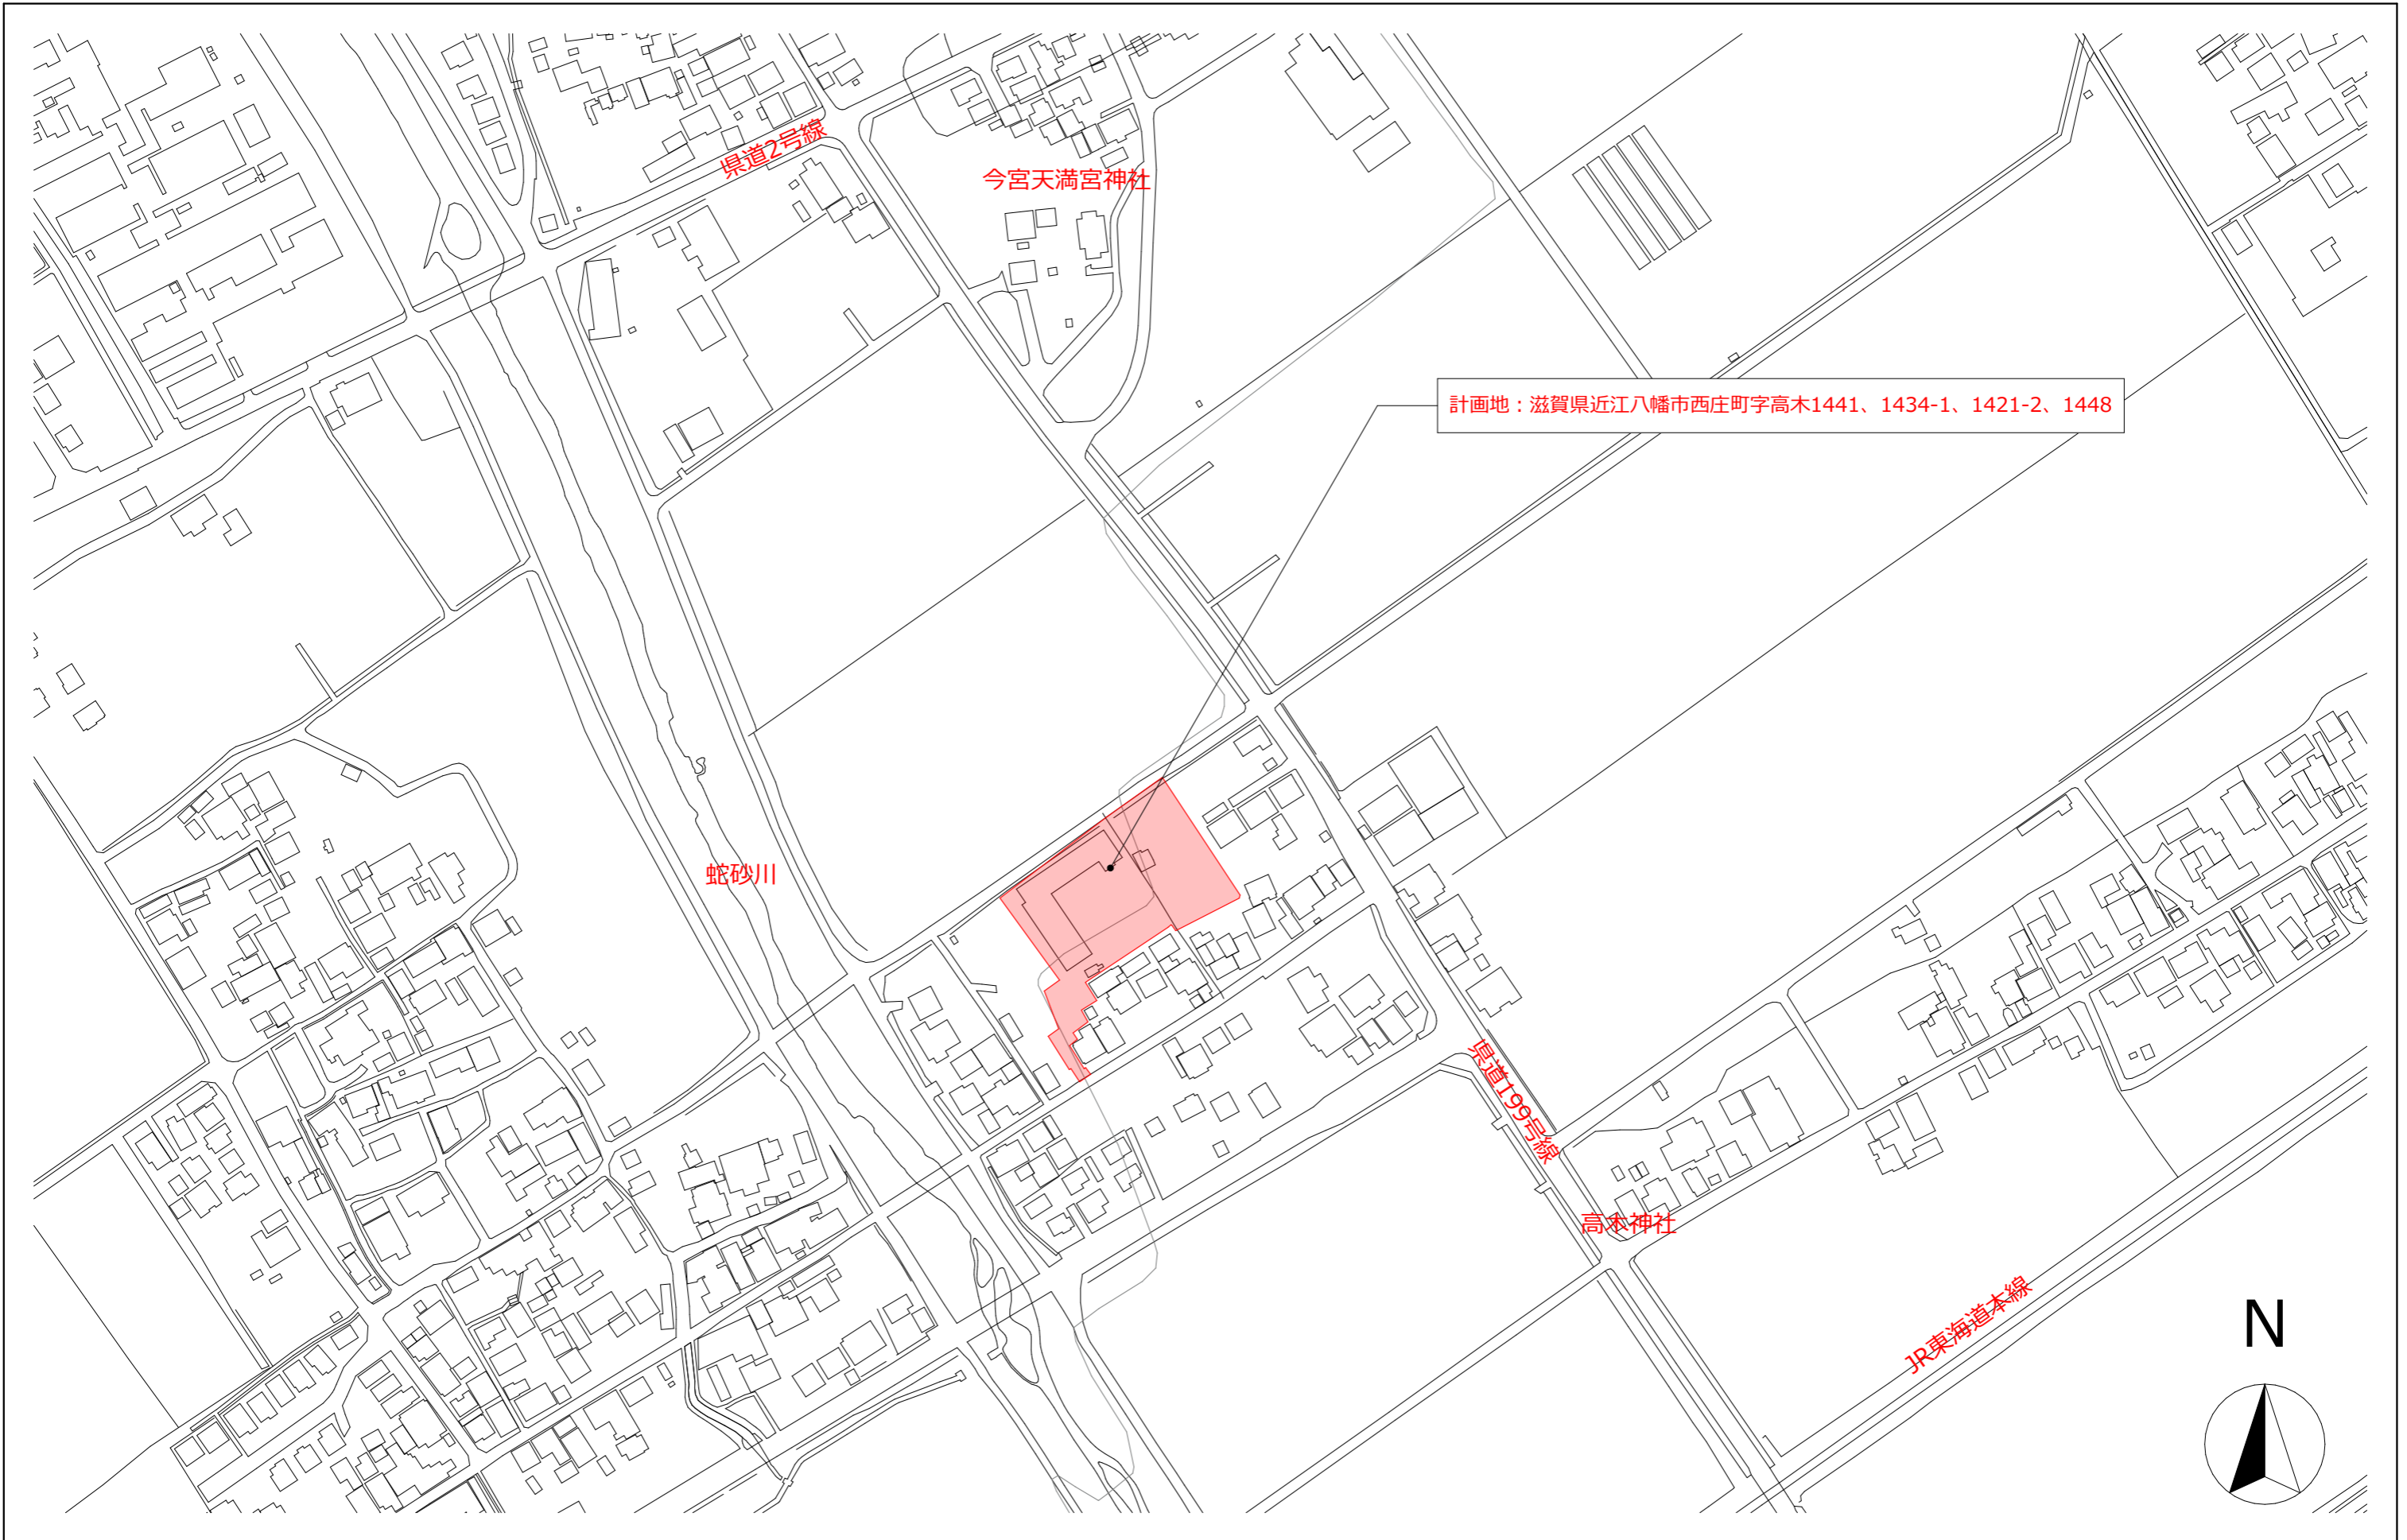 県道2号線
今宮天満宮神社
計画地：滋賀県近江八幡市西庄町字高木1441、1434-1、1421-2、1448
蛇砂川
県道199号線
高木神社
JR東海道本線
N